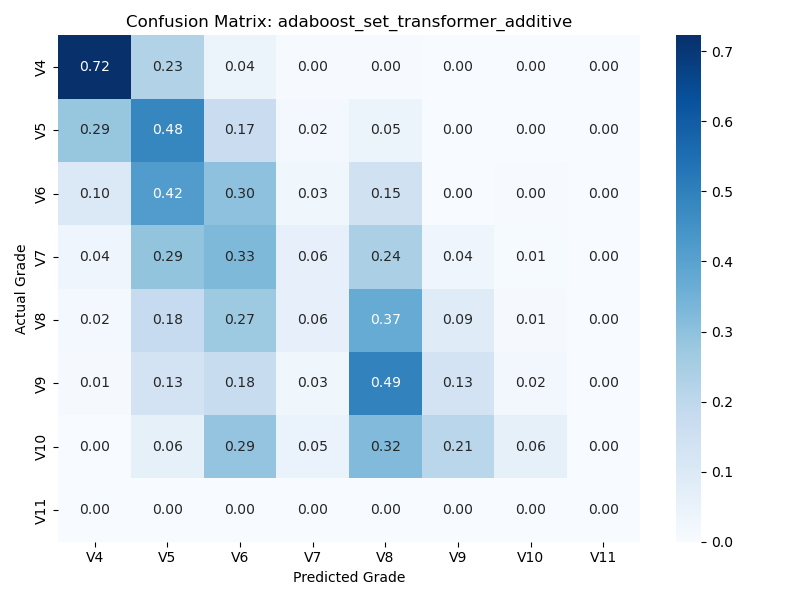 Confusion Matrix: adaboost_set_transformer_additive
V4 0.72 0.23 0.04 0.00 0.00 0.00 0.00 0.00
V5 0.29 0.48 0.17 0.02 0.05 0.00 0.00 0.00
V6 0.10 0.42 0.30 0.03 0.15 0.00 0.00 0.00
V7 0.04 0.29 0.33 0.06 0.24 0.04 0.01 0.00
V8 0.02 0.18 0.27 0.06 0.37 0.09 0.01 0.00
V9 0.01 0.13 0.18 0.03 0.49 0.13 0.02 0.00
V10 0.00 0.06 0.29 0.05 0.32 0.21 0.06 0.00
V11 0.00 0.00 0.00 0.00 0.00 0.00 0.00 0.00
V4 V5 V6 V7 V8 V9 V10 V11
Predicted Grade
Actual Grade
0.7
0.6
0.5
0.4
0.3
0.2
0.1
0.0